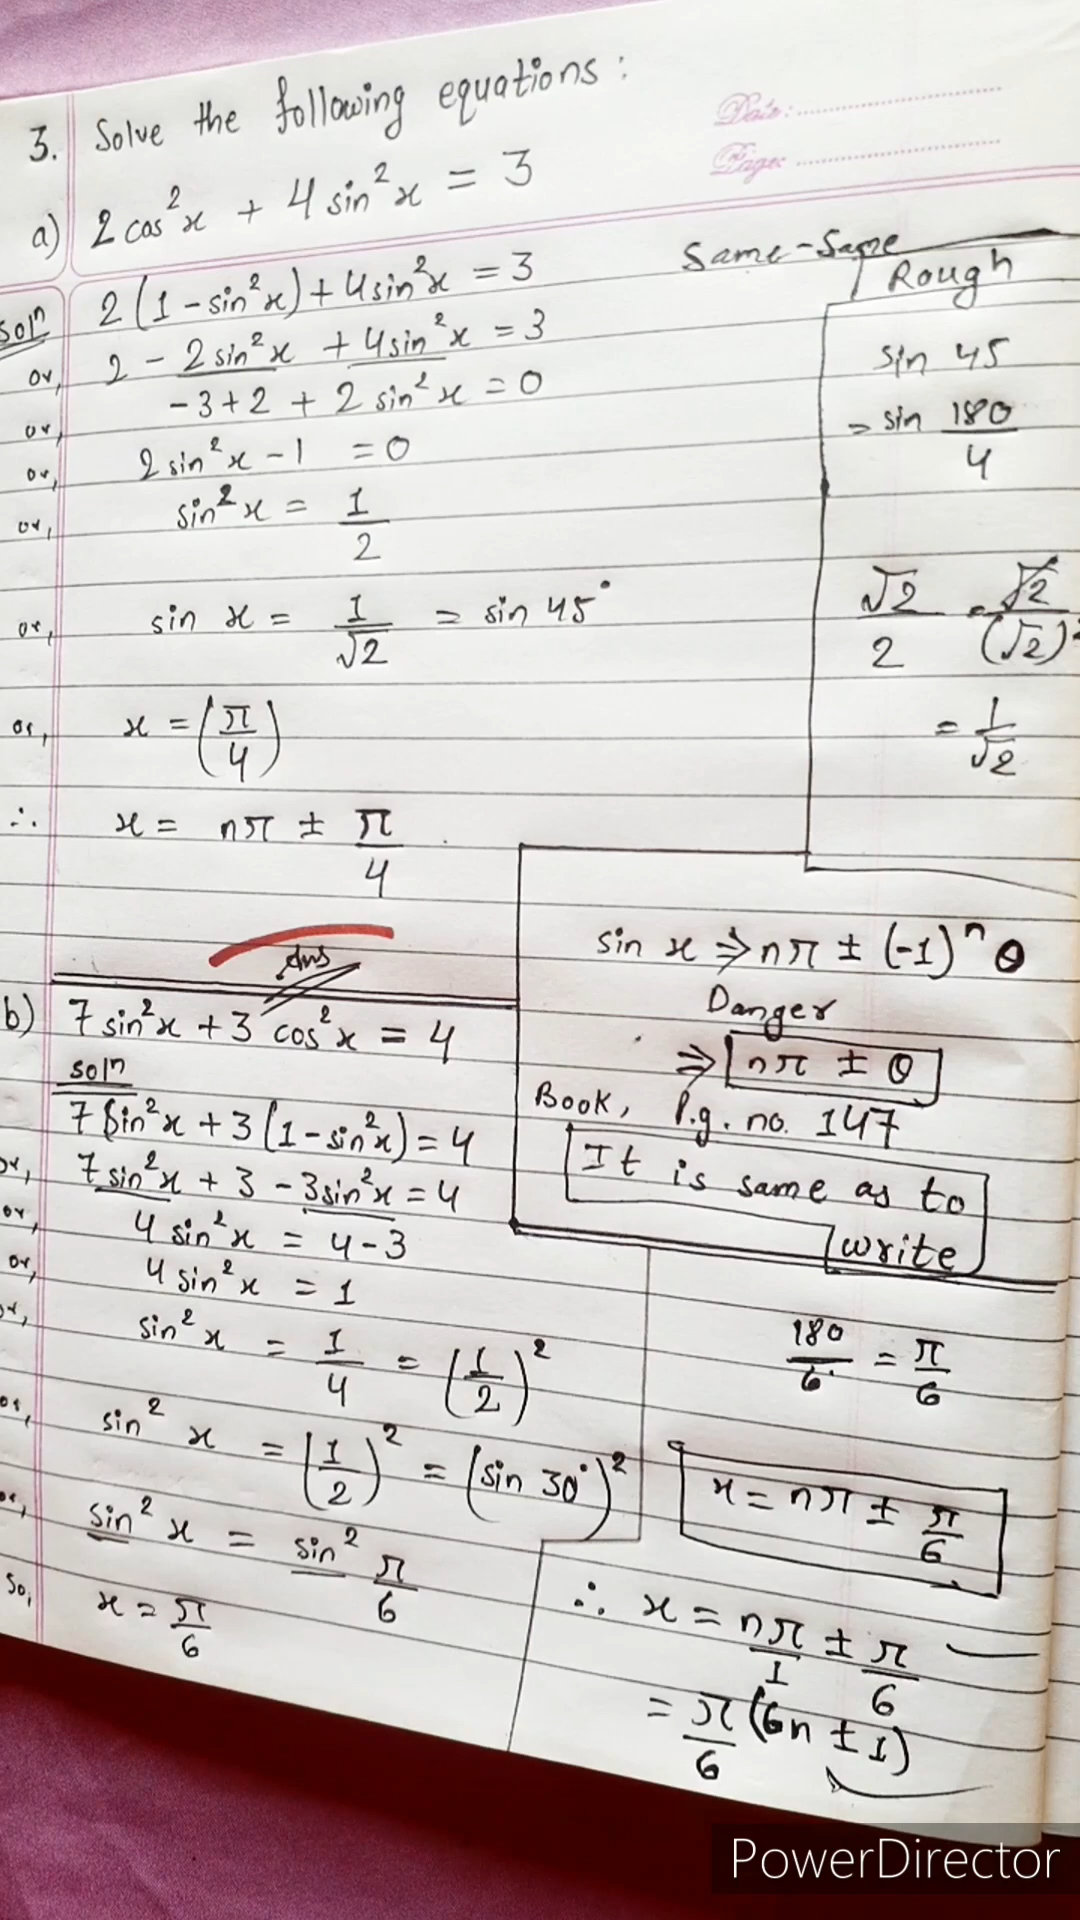 Date:
Page:
3. Solve the following equations:
a) 2 cos²x + 4 sin²x = 3
soln 2(1 - sin²x) + 4sin²x = 3
or, 2 - 2sin²x + 4sin²x = 3
or, -3+2 + 2 sin²x = 0
or, 2 sin²x - 1 = 0
or, sin²x = 1/2
or, sin x = 1/√2 = sin 45°
or, x = (π/4)
∴ x = nπ ± π/4
Ans
Same-Same
Rough
sin 45
= sin 180/4
√2/2 = √2/(√2)²
= 1/√2
sin x ⇒ nπ ± (-1)ⁿ θ
Danger
⇒ nπ ± θ
Book, P.g. no. 147
It is same as to
write
b) 7 sin²x + 3 cos²x = 4
soln
7 sin²x + 3(1 - sin²x) = 4
or, 7sin²x + 3 - 3sin²x = 4
or, 4 sin²x = 4-3
or, 4 sin²x = 1
or, sin²x = 1/4 = (1/2)²
or, sin² x = (1/2)² = (sin 30°)²
or, sin² x = sin² π/6
So, x = π/6
180/6 = π/6
x = nπ ± π/6
∴ x = nπ/1 ± π/6
= π/6 (6n ± 1)
PowerDirector